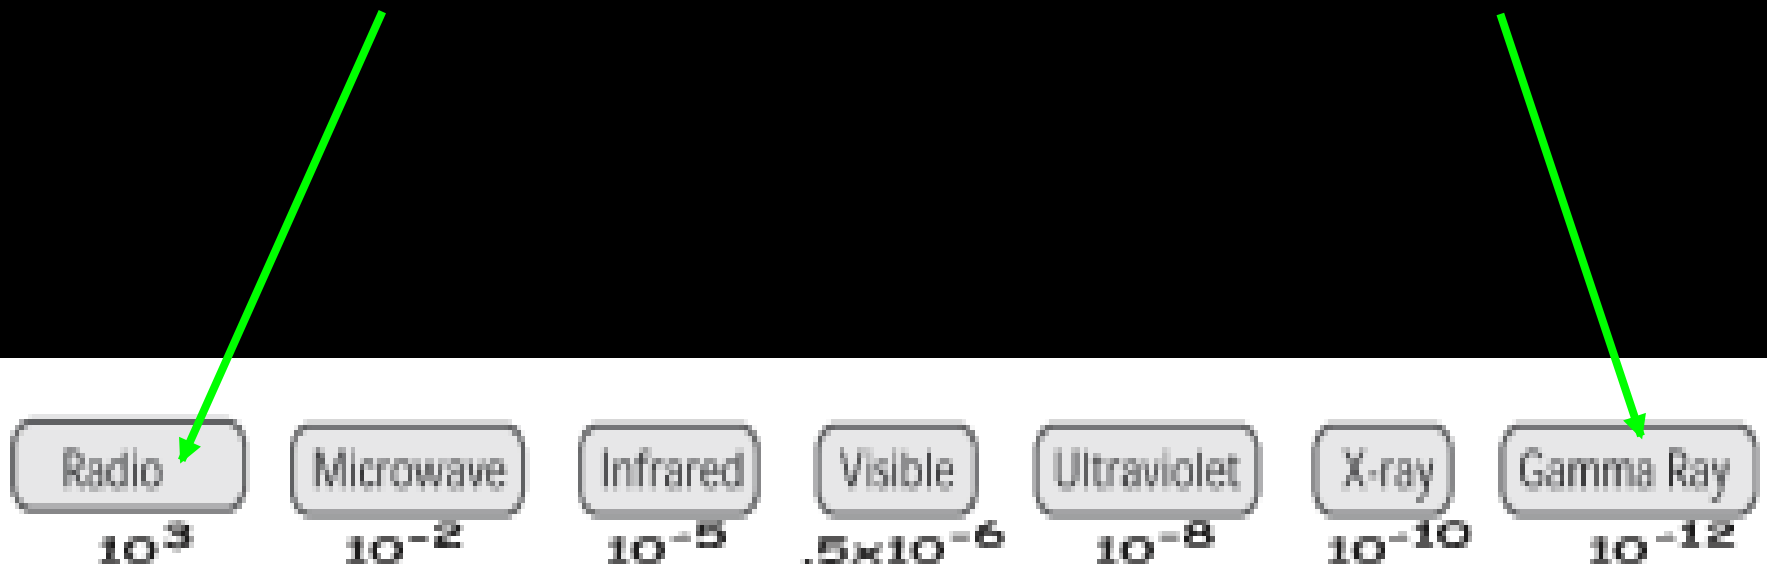 Radio Microwave Infrared Visible Ultraviolet X-ray Gamma Ray
10³ 10⁻² 10⁻⁵ .5x10⁻⁶ 10⁻⁸ 10⁻¹⁰ 10⁻¹²